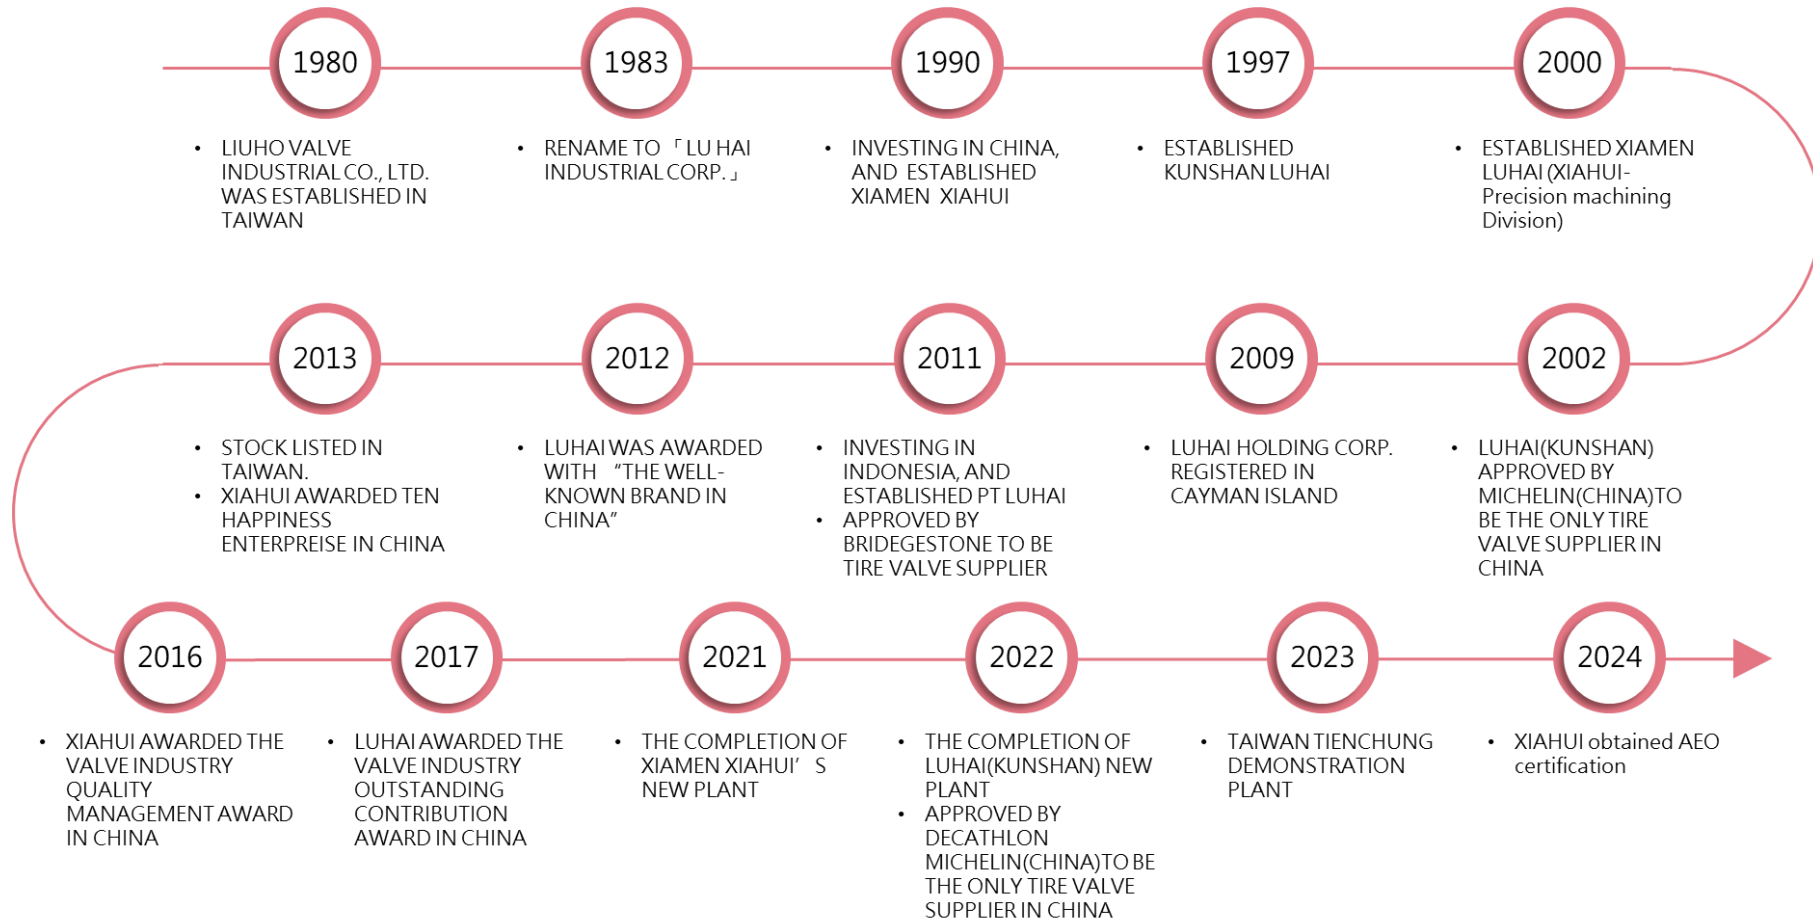 1980
• LIUHO VALVE
INDUSTRIAL CO., LTD.
WAS ESTABLISHED IN
TAIWAN
1983
• RENAME TO「LU HAI
INDUSTRIAL CORP.」
1990
• INVESTING IN CHINA,
AND ESTABLISHED
XIAMEN XIAHUI
1997
• ESTABLISHED
KUNSHAN LUHAI
2000
• ESTABLISHED XIAMEN
LUHAI (XIAHUI-
Precision machining
Division)
2002
• LUHAI(KUNSHAN)
APPROVED BY
MICHELIN(CHINA)TO
BE THE ONLY TIRE
VALVE SUPPLIER IN
CHINA
2009
• LUHAI HOLDING CORP.
REGISTERED IN
CAYMAN ISLAND
2011
• INVESTING IN
INDONESIA, AND
ESTABLISHED PT LUHAI
• APPROVED BY
BRIDEGESTONE TO BE
TIRE VALVE SUPPLIER
2012
• LUHAI WAS AWARDED
WITH “THE WELL-
KNOWN BRAND IN
CHINA”
2013
• STOCK LISTED IN
TAIWAN.
• XIAHUI AWARDED TEN
HAPPINESS
ENTERPREISE IN CHINA
2016
• XIAHUI AWARDED THE
VALVE INDUSTRY
QUALITY
MANAGEMENT AWARD
IN CHINA
2017
• LUHAI AWARDED THE
VALVE INDUSTRY
OUTSTANDING
CONTRIBUTION
AWARD IN CHINA
2021
• THE COMPLETION OF
XIAMEN XIAHUI’S
NEW PLANT
2022
• THE COMPLETION OF
LUHAI(KUNSHAN) NEW
PLANT
• APPROVED BY
DECATHLON
MICHELIN(CHINA)TO BE
THE ONLY TIRE VALVE
SUPPLIER IN CHINA
2023
• TAIWAN TIENCHUNG
DEMONSTRATION
PLANT
2024
• XIAHUI obtained AEO
certification